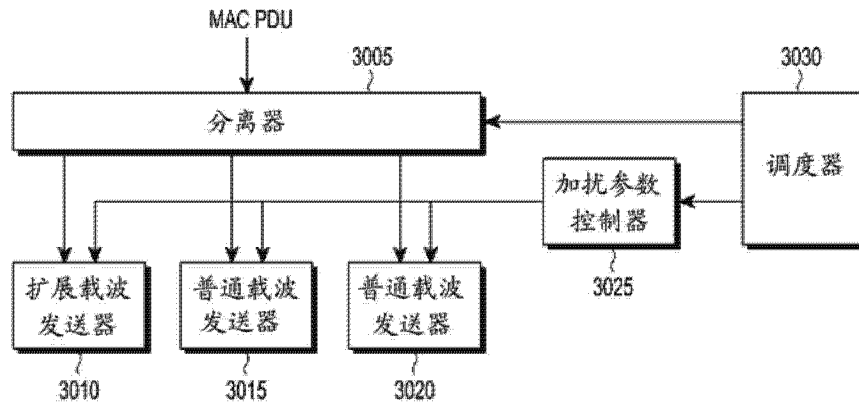 MAC PDU
3005
3030
分离器
调度器
加扰参数
控制器
3025
扩展载波
发送器
普通载波
发送器
普通载波
发送器
3010
3015
3020